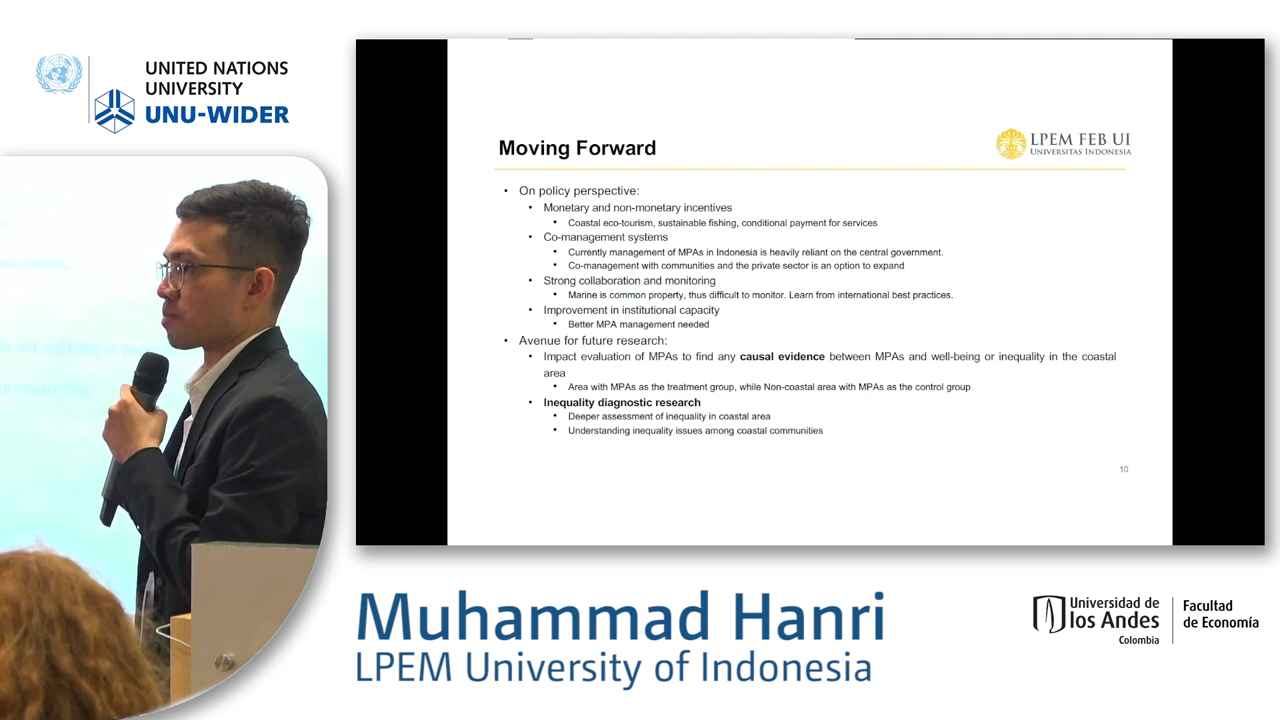 UNITED NATIONS
UNIVERSITY
UNU-WIDER
Moving Forward
LPEM FEB UI
UNIVERSITAS INDONESIA
• On policy perspective:
• Monetary and non-monetary incentives
• Coastal eco-tourism, sustainable fishing, conditional payment for services
• Co-management systems
• Currently management of MPAs in Indonesia is heavily reliant on the central government.
• Co-management with communities and the private sector is an option to expand
• Strong collaboration and monitoring
• Marine is common property, thus difficult to monitor. Learn from international best practices.
• Improvement in institutional capacity
• Better MPA management needed
• Avenue for future research:
• Impact evaluation of MPAs to find any causal evidence between MPAs and well-being or inequality in the coastal
area
• Area with MPAs as the treatment group, while Non-coastal area with MPAs as the control group
• Inequality diagnostic research
• Deeper assessment of inequality in coastal area
• Understanding inequality issues among coastal communities
10
Muhammad Hanri
LPEM University of Indonesia
Universidad de
los Andes
Colombia
Facultad
de Economía